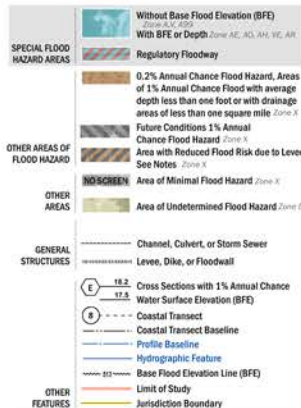 Without Base Flood Elevation (BFE)
Zone A,V, A99
With BFE or Depth Zone AE, AO, AH, VE, AR
SPECIAL FLOOD
HAZARD AREAS
Regulatory Floodway
0.2% Annual Chance Flood Hazard, Areas
of 1% Annual Chance Flood with average
depth less than one foot or with drainage
areas of less than one square mile Zone X
Future Conditions 1% Annual
Chance Flood Hazard Zone X
OTHER AREAS OF
FLOOD HAZARD
Area with Reduced Flood Risk due to Levee
See Notes Zone X
NO SCREEN Area of Minimal Flood Hazard Zone X
OTHER
AREAS
Area of Undetermined Flood Hazard Zone
GENERAL
STRUCTURES
Channel, Culvert, or Storm Sewer
Levee, Dike, or Floodwall
E 18.2 Cross Sections with 1% Annual Chance
17.5 Water Surface Elevation (BFE)
8 Coastal Transect
Coastal Transect Baseline
Profile Baseline
Hydrographic Feature
513 Base Flood Elevation Line (BFE)
OTHER
FEATURES
Limit of Study
Jurisdiction Boundary